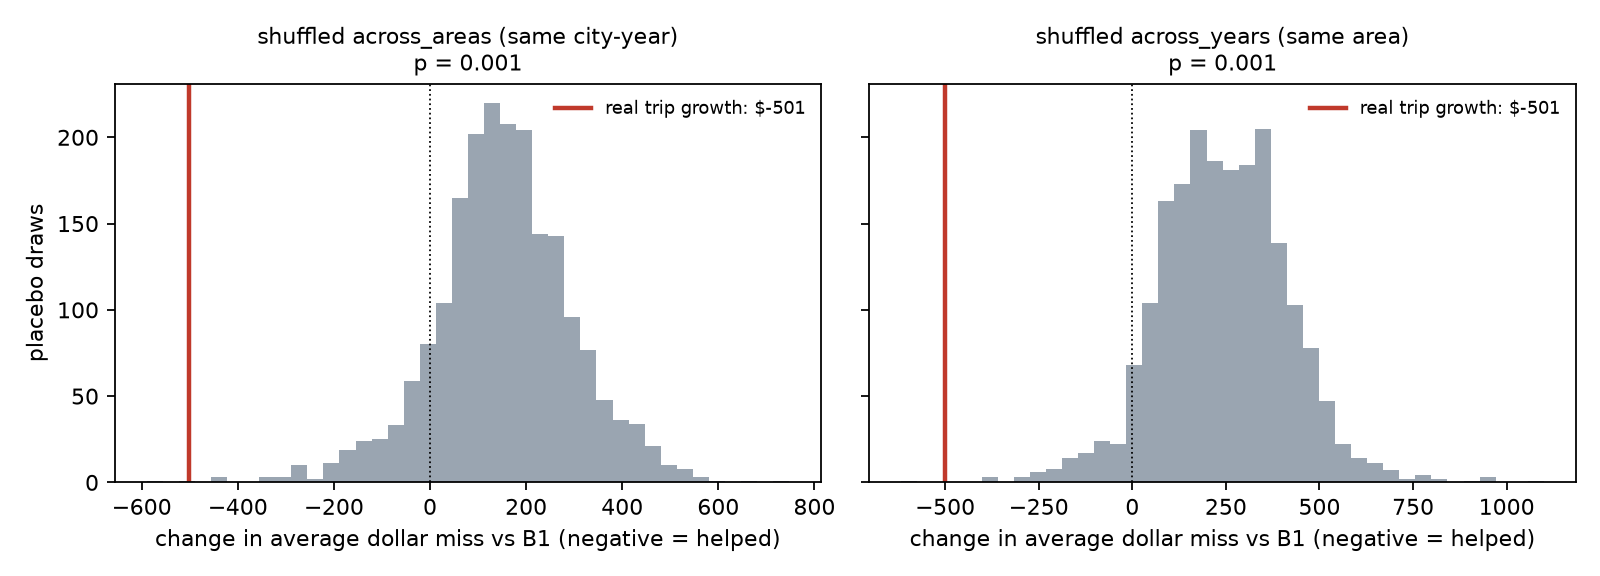 shuffled across_areas (same city-year)
p = 0.001
real trip growth: $-501
placebo draws
200
150
100
50
0
−600
−400
−200
0
200
400
600
800
change in average dollar miss vs B1 (negative = helped)
shuffled across_years (same area)
p = 0.001
real trip growth: $-501
−500
−250
0
250
500
750
1000
change in average dollar miss vs B1 (negative = helped)